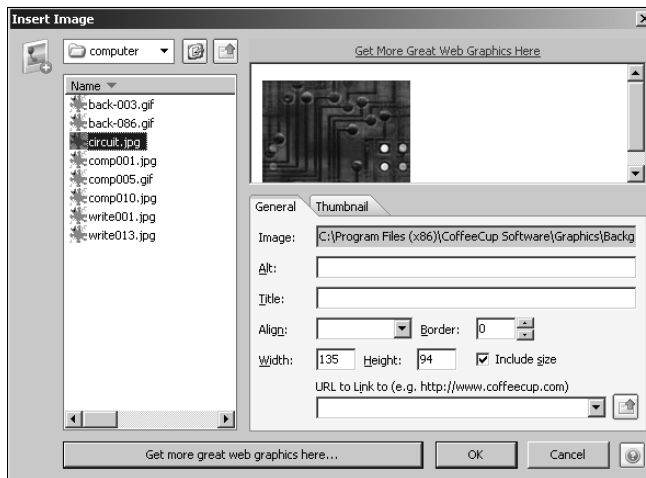 Insert Image
computer
Get More Great Web Graphics Here
Name
back-003.gif
back-086.gif
circuit.jpg
comp001.jpg
comp005.gif
comp010.jpg
write001.jpg
write013.jpg
General
Thumbnail
Image: C:\Program Files (x86)\CoffeeCup Software\Graphics\Backg
Alt:
Title:
Align:
Border: 0
Width: 135 Height: 94 Include size
URL to Link to (e.g. http://www.coffeecup.com)
Get more great web graphics here...
OK
Cancel